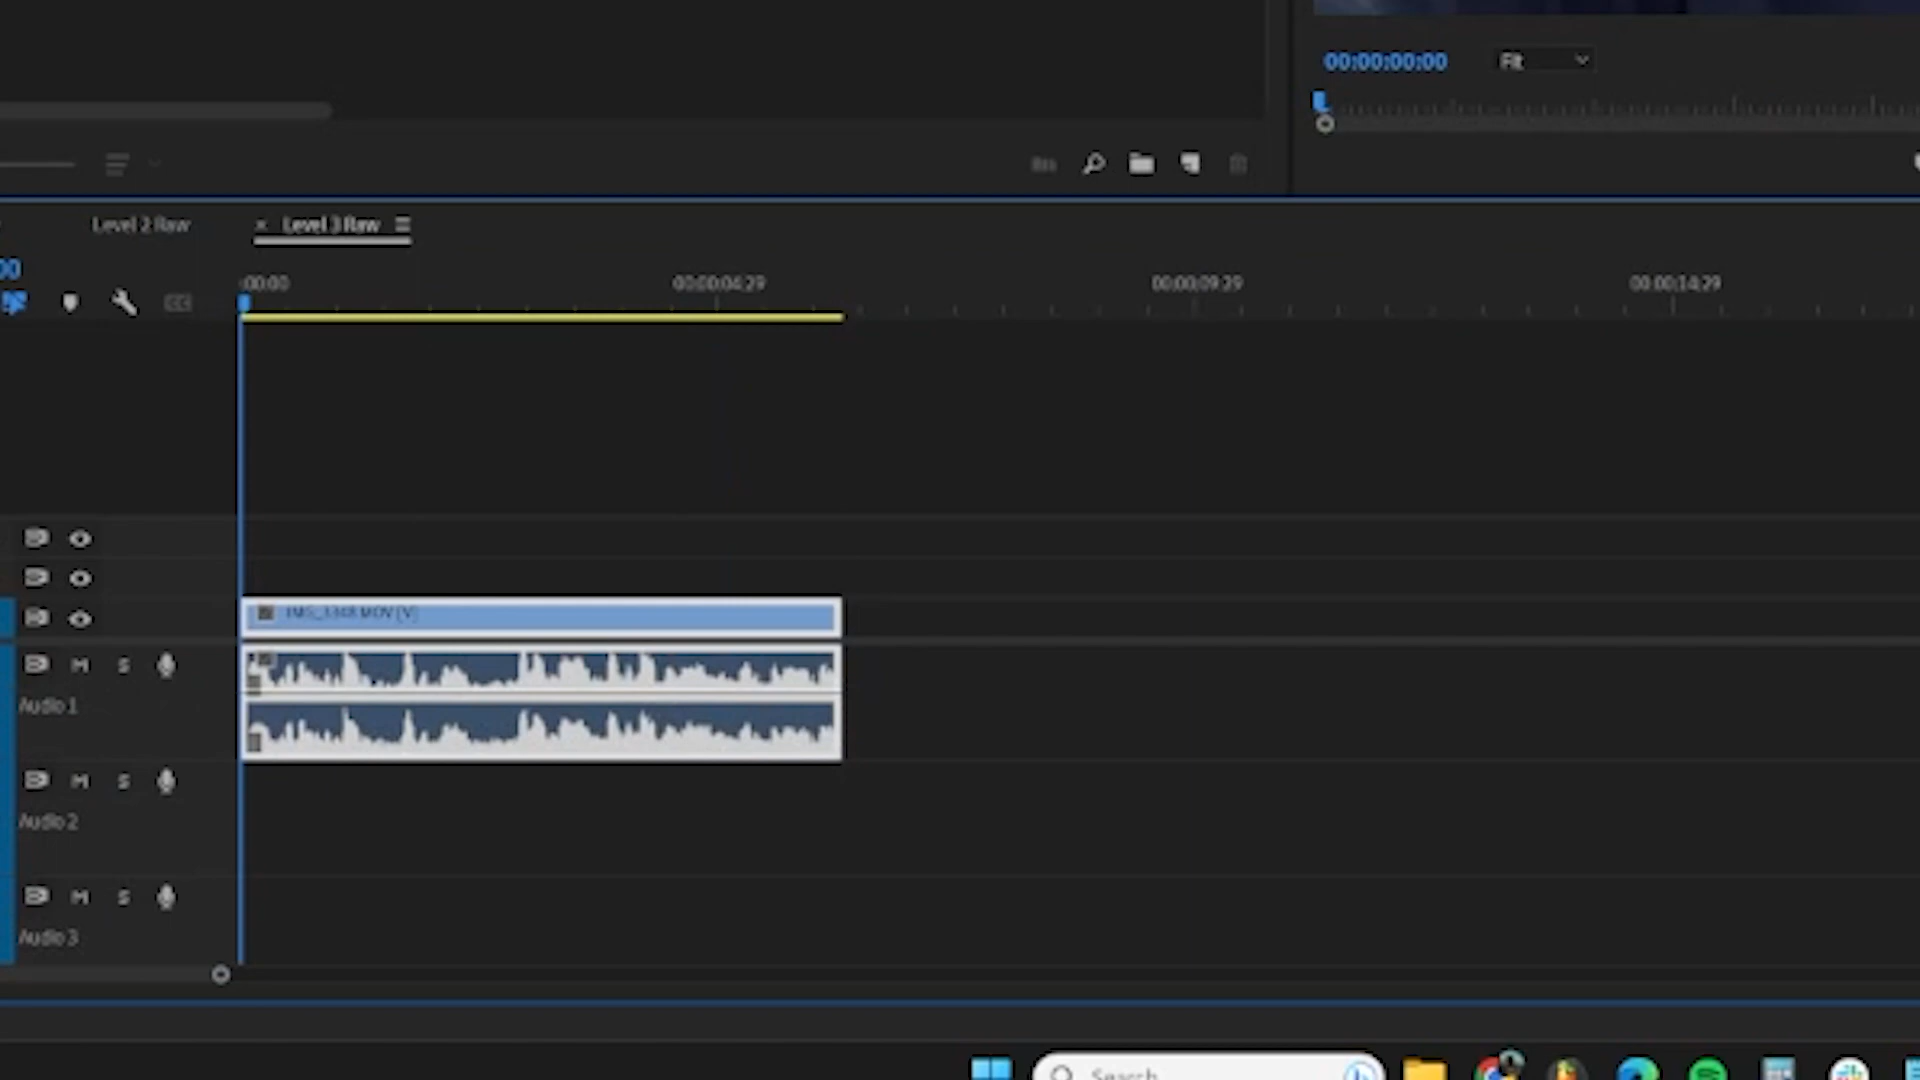 00:00:00:00 Fit
Level 2 Raw
× Level 3 Raw
00
:00:00 00:00:04:29 00:00:09:29 00:00:14:29
M S
Audio 1
M S
Audio 2
M S
Audio 3
Search